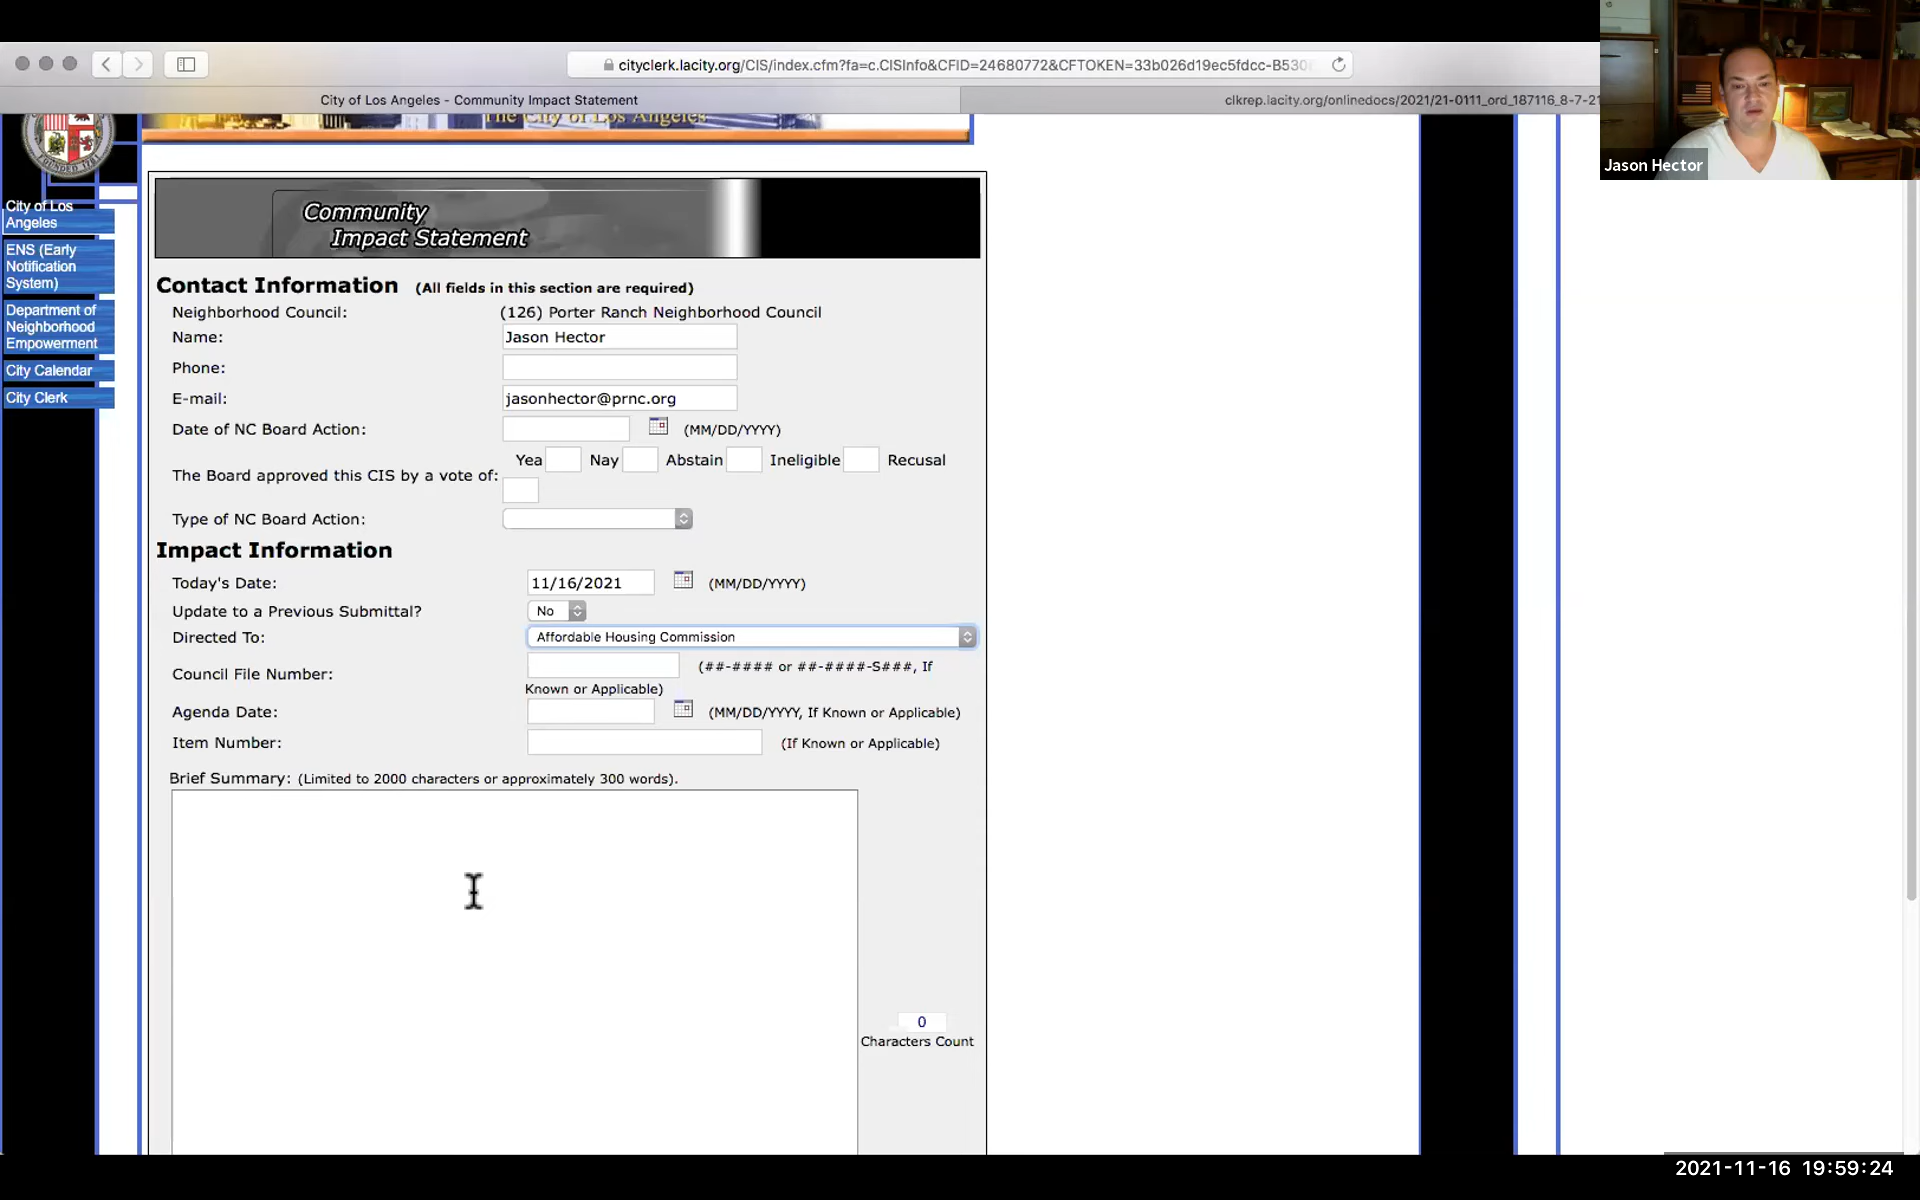 cityclerk.lacity.org/CIS/index.cfm?fa=c.CISInfo&CFID=24680772&CFTOKEN=33b026d19ec5fdcc-B530
City of Los Angeles - Community Impact Statement
clkrep.lacity.org/onlinedocs/2021/21-0111_ord_187116_8-7-21
Jason Hector
The City of Los Angeles
FOUNDED 1781
City of Los
Angeles
ENS (Early
Notification
System)
Department of
Neighborhood
Empowerment
City Calendar
City Clerk
Community
Impact Statement
Contact Information (All fields in this section are required)
Neighborhood Council: (126) Porter Ranch Neighborhood Council
Name: Jason Hector
Phone:
E-mail: jasonhector@prnc.org
Date of NC Board Action: (MM/DD/YYYY)
Yea Nay Abstain Ineligible Recusal
The Board approved this CIS by a vote of:
Type of NC Board Action:
Impact Information
Today's Date: 11/16/2021 (MM/DD/YYYY)
Update to a Previous Submittal? No
Directed To: Affordable Housing Commission
Council File Number: (##-#### or ##-####-S###, If
Known or Applicable)
Agenda Date: (MM/DD/YYYY, If Known or Applicable)
Item Number: (If Known or Applicable)
Brief Summary: (Limited to 2000 characters or approximately 300 words).
0
Characters Count
2021-11-16 19:59:24